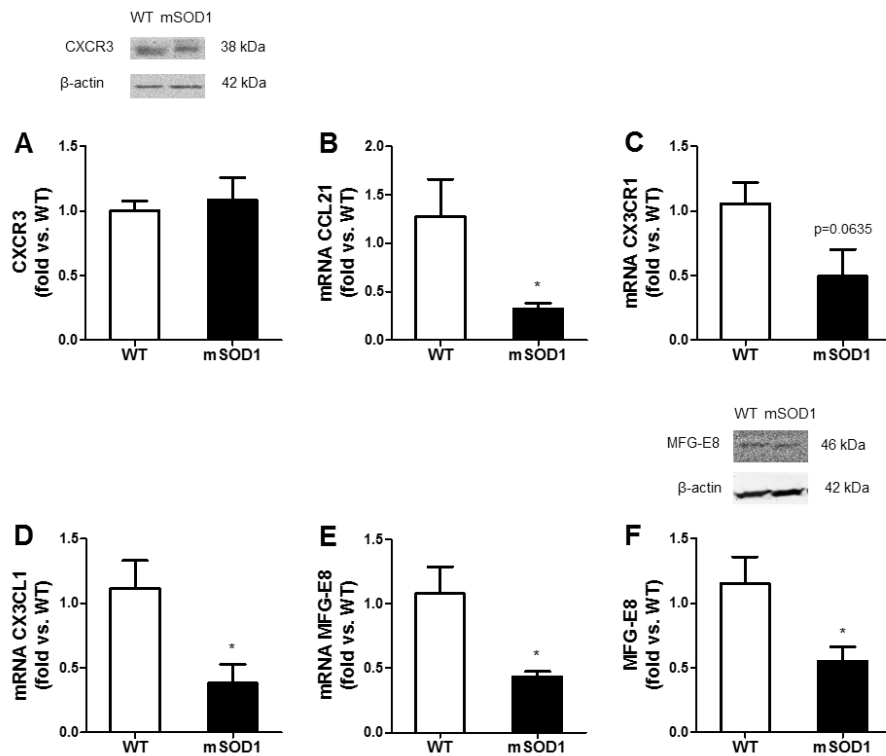 WT mSOD1
CXCR3 38 kDa
β-actin 42 kDa
A
CXCR3
(fold vs. WT)
1.5
1.0
0.5
0.0
WT mSOD1
B
mRNA CCL21
(fold vs. WT)
2.0
1.5
1.0
0.5
0.0
*
WT mSOD1
C
mRNA CX3CR1
(fold vs. WT)
1.5
1.0
0.5
0.0
p=0.0635
WT mSOD1
D
mRNA CX3CL1
(fold vs. WT)
1.5
1.0
0.5
0.0
*
WT mSOD1
E
mRNA MFG-E8
(fold vs. WT)
1.5
1.0
0.5
0.0
*
WT mSOD1
WT mSOD1
MFG-E8 46 kDa
β-actin 42 kDa
F
MFG-E8
(fold vs. WT)
1.5
1.0
0.5
0.0
*
WT mSOD1